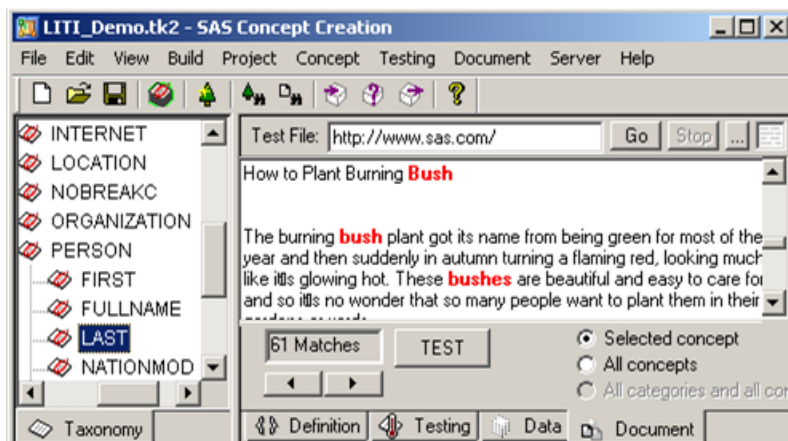 LITI_Demo.tk2 - SAS Concept Creation
File Edit View Build Project Concept Testing Document Server Help
INTERNET
LOCATION
NOBREAKC
ORGANIZATION
PERSON
FIRST
FULLNAME
LAST
NATIONMOD
Taxonomy
Test File: http://www.sas.com/ Go Stop ...
How to Plant Burning Bush
The burning bush plant got its name from being green for most of the
year and then suddenly in autumn turning a flaming red, looking much
like it�s glowing hot. These bushes are beautiful and easy to care for
and so it�s no wonder that so many people want to plant them in their
61 Matches TEST
Selected concept
All concepts
All categories and all con
Definition Testing Data Document